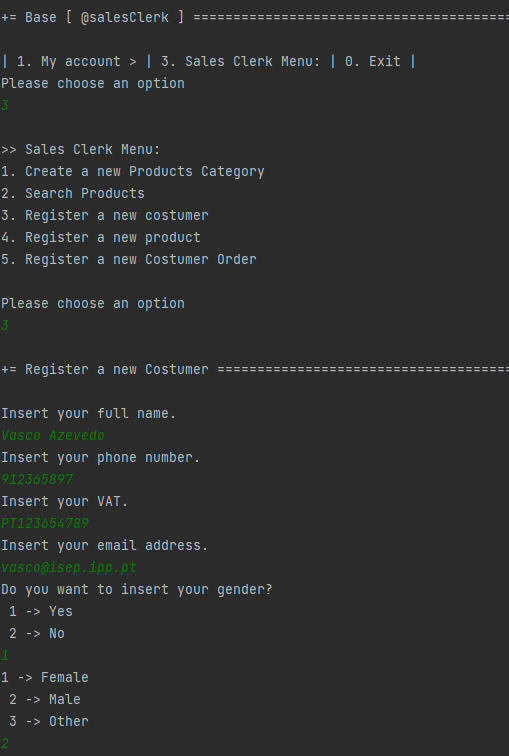 += Base [ @salesClerk ] ========================================
| 1. My account > | 3. Sales Clerk Menu: | 0. Exit |
Please choose an option
3
>> Sales Clerk Menu:
1. Create a new Products Category
2. Search Products
3. Register a new costumer
4. Register a new product
5. Register a new Costumer Order
Please choose an option
3
+= Register a new Costumer =====================================
Insert your full name.
Vasco Azevedo
Insert your phone number.
912365897
Insert your VAT.
PT123654789
Insert your email address.
vasco@isep.ipp.pt
Do you want to insert your gender?
1 -> Yes
2 -> No
1
1 -> Female
2 -> Male
3 -> Other
2